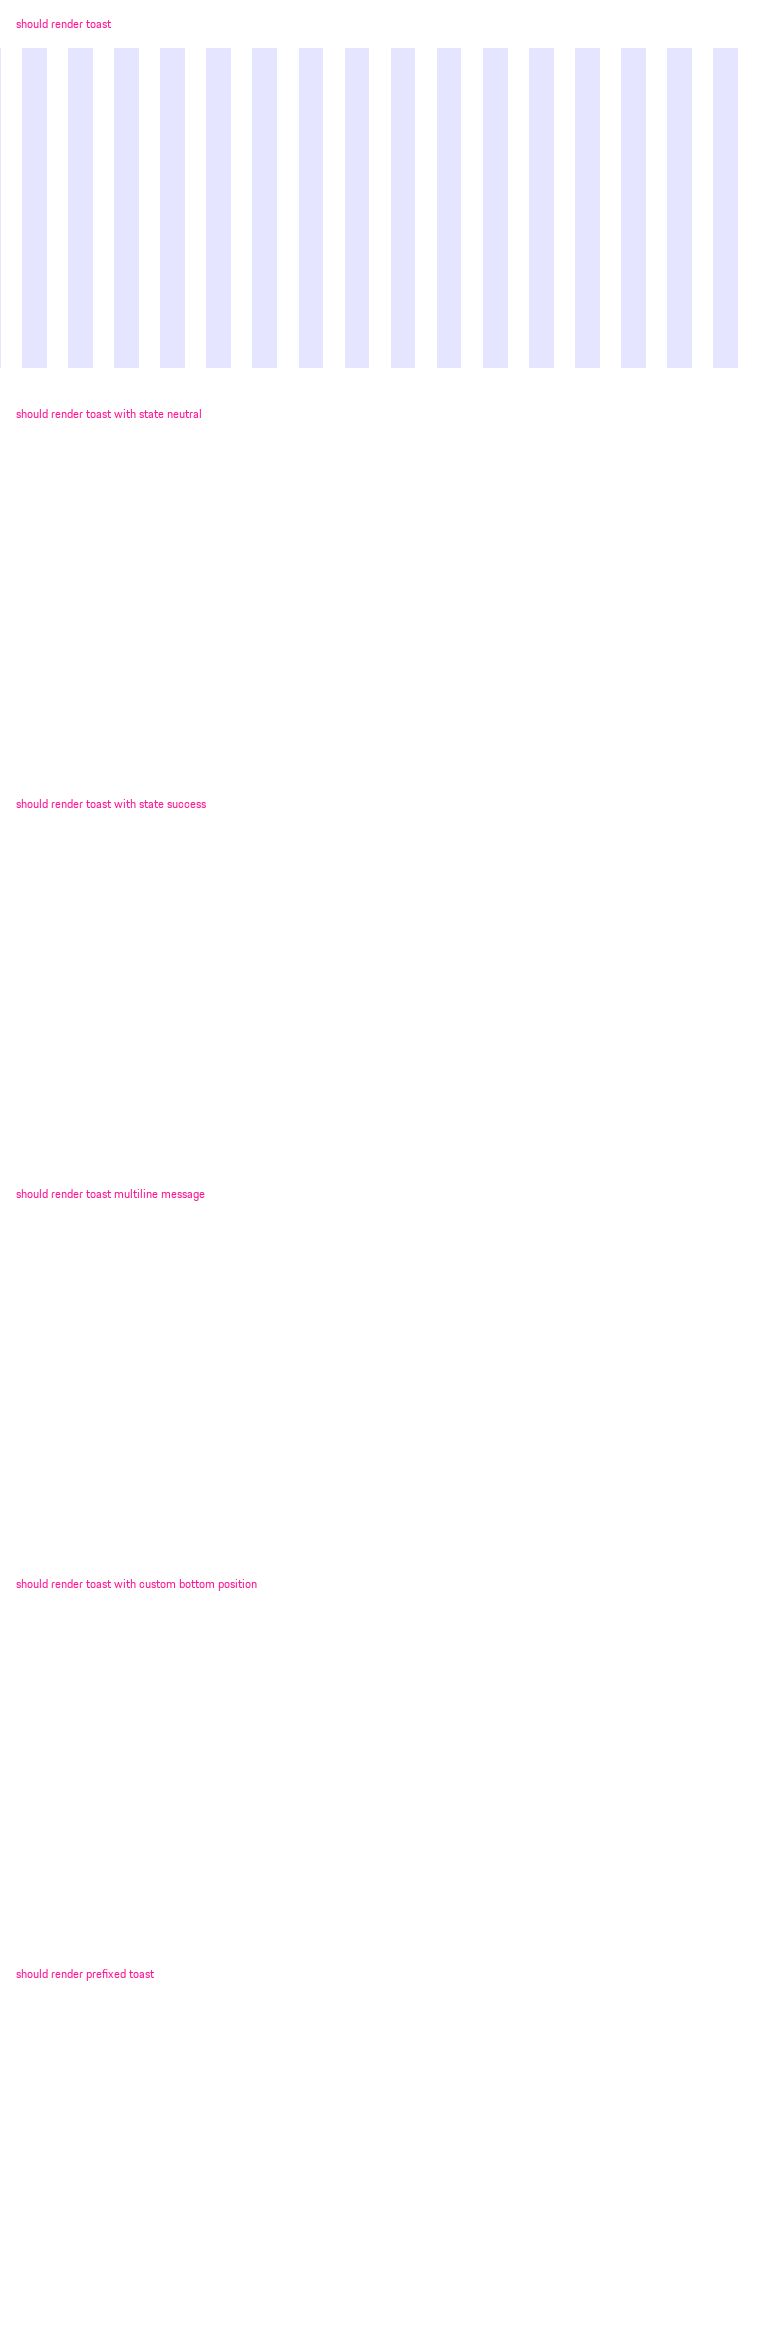 should render toast
should render toast with state neutral
should render toast with state success
should render toast multiline message
should render toast with custom bottom position
should render prefixed toast